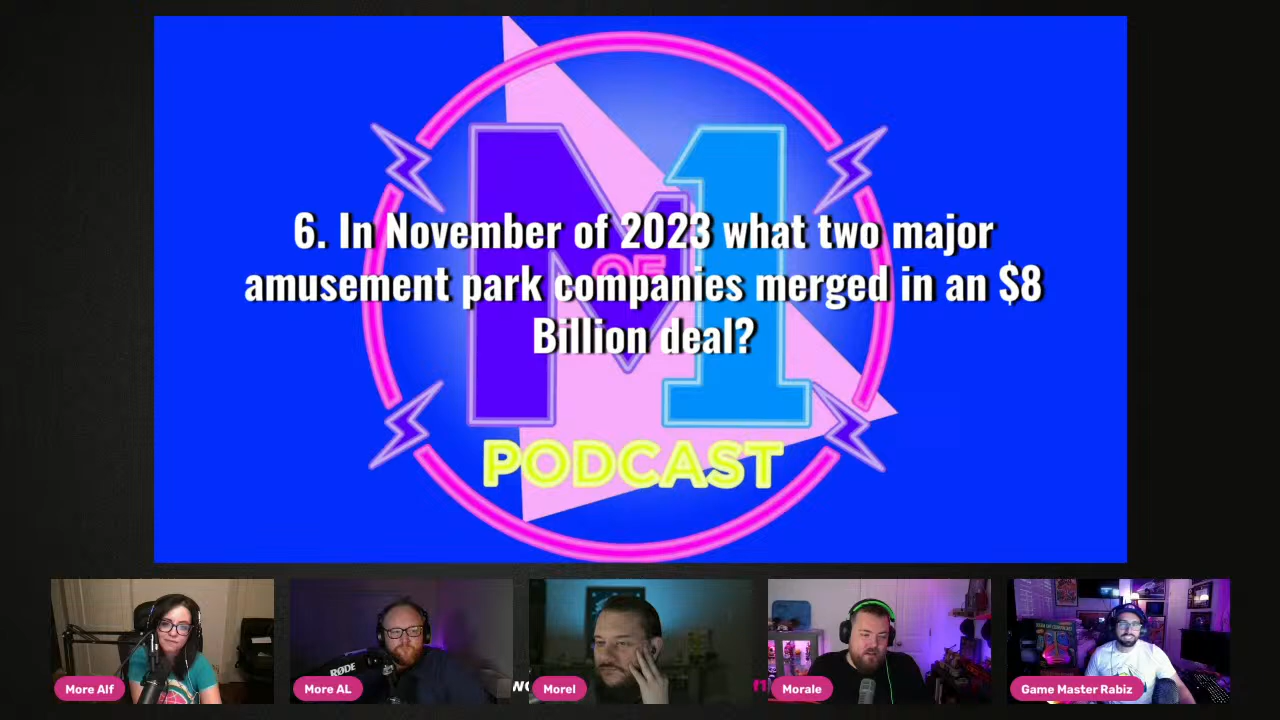 6. In November of 2023 what two major
amusement park companies merged in an $8
Billion deal?
M OF 1
PODCAST
RØDE
More Alf
More AL
Morel
Morale
Game Master Rabiz